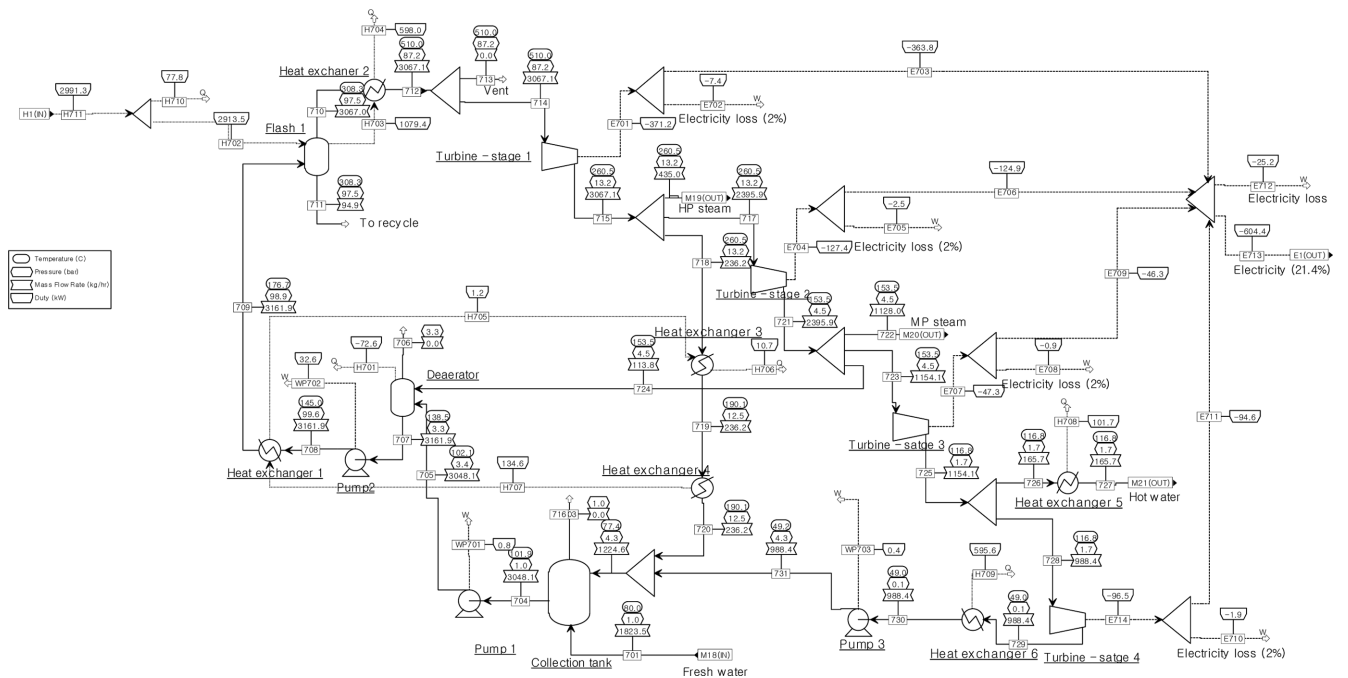 Q
H704
598.0
510.0
87.2
3067.1
Heat exchaner 2
510.0
87.2
0.0
713
Vent
712
510.0
87.2
3067.1
714
-363.8
E703
-7.4
E702
W
Electricity loss (2%)
E701
-371.2
2991.3
H1(IN)
H711
77.8
H710
Q
2913.5
H702
308.3
97.5
3067.0
710
H703
1079.4
Flash 1
308.3
97.5
94.9
711
To recycle
Turbine - stage 1
260.5
13.2
3067.1
715
260.5
13.2
435.0
M19(OUT)
HP steam
260.5
13.2
2395.9
717
260.5
13.2
236.2
718
-124.9
E706
-2.5
E705
W
Electricity loss (2%)
E704
-127.4
Turbine - stage 2
-25.2
E712
W
Electricity loss
-604.4
E713
E1(OUT)
Electricity (21.4%)
E709
-46.3
Temperature (C)
Pressure (bar)
Mass Flow Rate (kg/hr)
Duty (kW)
176.7
98.9
3161.9
709
1.2
H705
Heat exchanger 3
153.5
4.5
2395.9
721
153.5
4.5
1128.0
MP steam
722
M20(OUT)
153.5
4.5
1154.1
723
-0.9
E708
W
Electricity loss (2%)
E707
-47.3
10.7
H706
Q
153.5
4.5
113.8
724
3.3
0.0
706
-72.6
H701
Q
Deaerator
32.6
WP702
W
145.0
99.6
3161.9
708
138.5
3.3
3161.9
707
102.1
3.4
3048.1
705
Heat exchanger 1
Pump2
190.1
12.5
236.2
719
Heat exchanger 4
134.6
H707
Turbine - satge 3
116.8
1.7
1154.1
725
Q
H708
101.7
116.8
1.7
165.7
726
116.8
1.7
165.7
727
M21(OUT)
Hot water
Heat exchanger 5
E711
-94.6
190.1
12.5
236.2
720
1.0
0.0
71603
77.4
4.3
1224.6
W
WP701
0.8
101.9
1.0
3048.1
704
Pump 1
Collection tank
80.0
1.0
1823.5
701
M18(IN)
Fresh water
49.2
4.3
988.4
731
W
WP703
0.4
49.0
0.1
988.4
730
Pump 3
595.6
H709
Q
49.0
0.1
988.4
729
Heat exchanger 6
116.8
1.7
988.4
728
-96.5
E714
Turbine - satge 4
-1.9
E710
W
Electricity loss (2%)